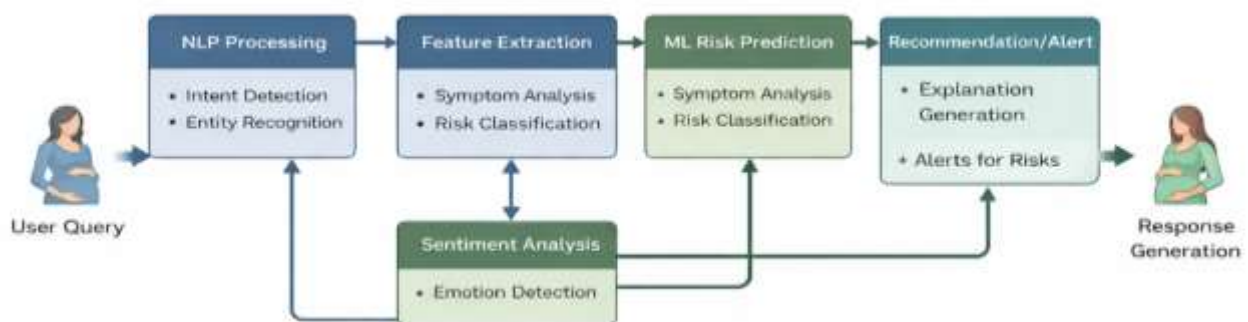 NLP Processing
• Intent Detection
• Entity Recognition
Feature Extraction
• Symptom Analysis
• Risk Classification
ML Risk Prediction
• Symptom Analysis
• Risk Classification
Recommendation/Alert
• Explanation
Generation
+ Alerts for Risks
User Query
Sentiment Analysis
• Emotion Detection
Response
Generation